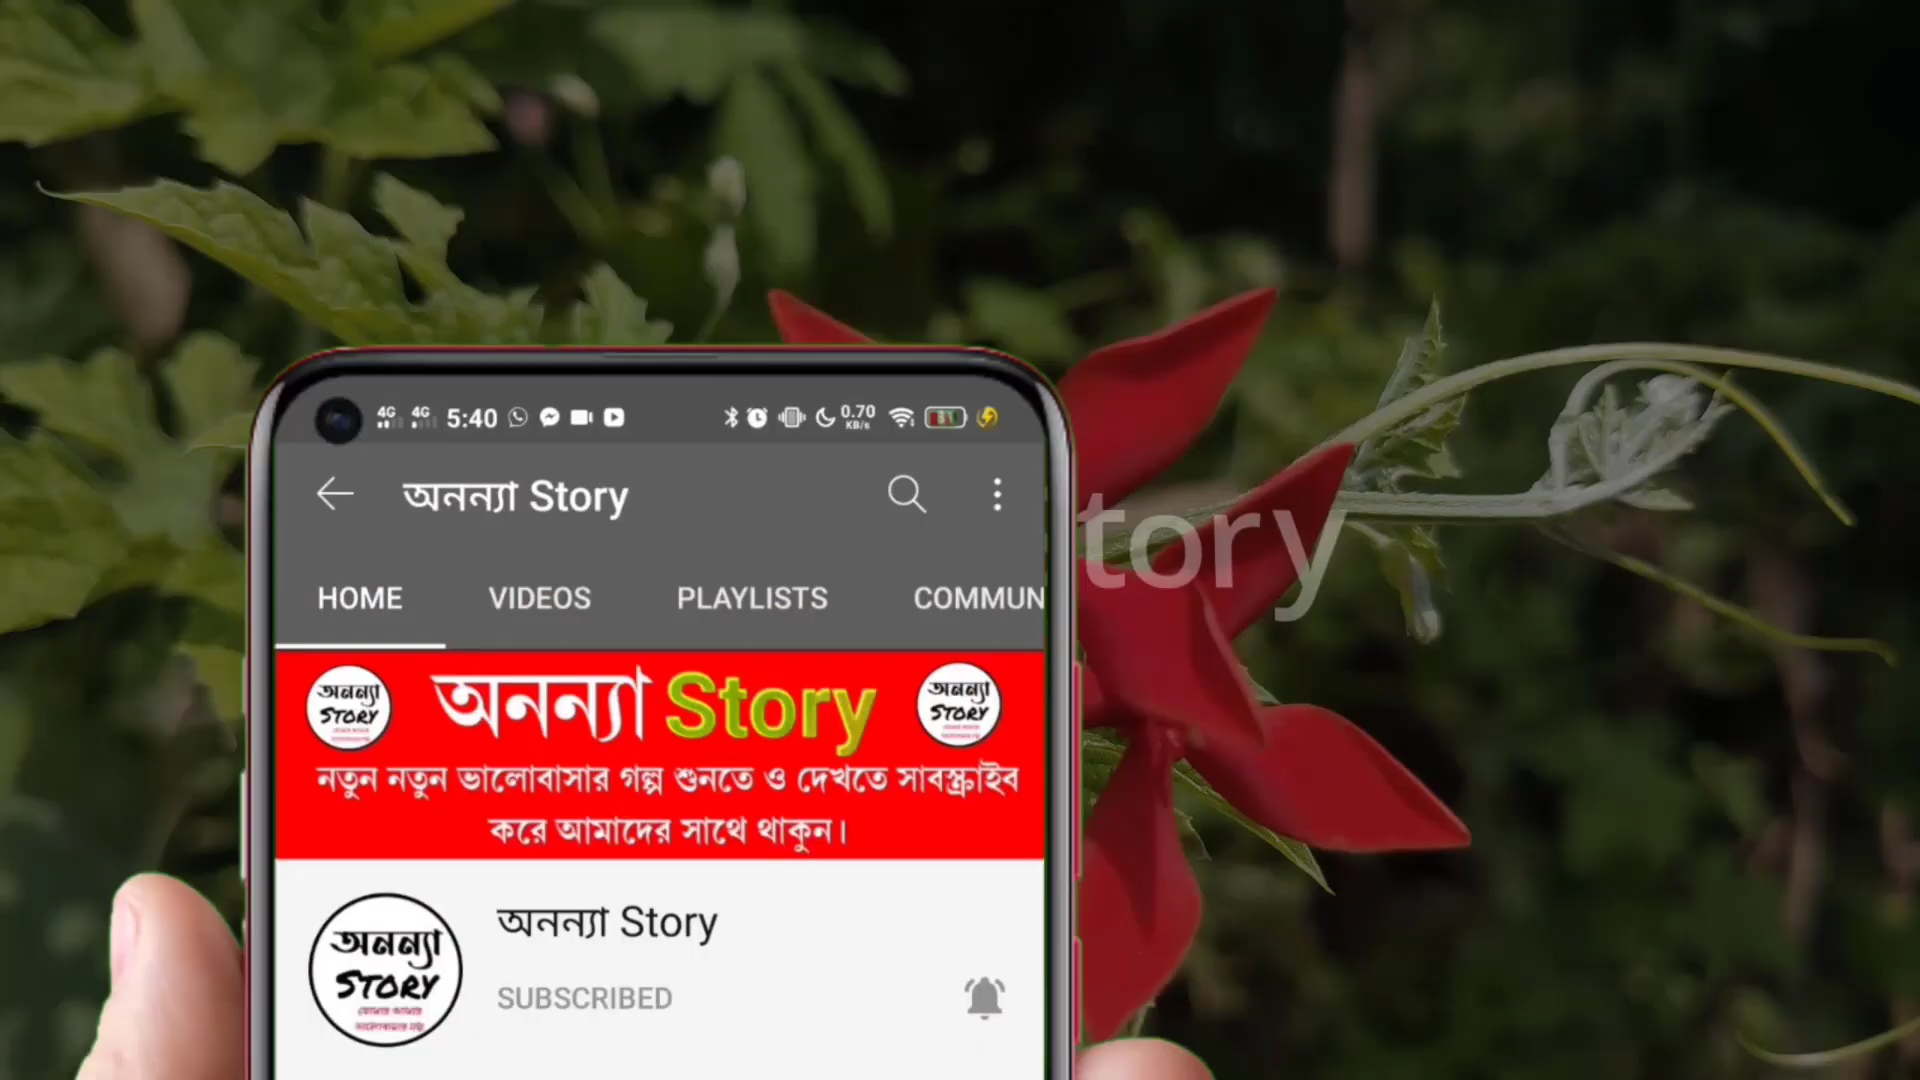 4G 4G 5:40 0.70 KB/s
অনন্যা Story
HOME VIDEOS PLAYLISTS COMMUN
tory
অনন্যা STORY
অনন্যা Story
অনন্যা STORY
নতুন নতুন ভালোবাসার গল্প শুনতে ও দেখতে সাবস্ক্রাইব
করে আমাদের সাথে থাকুন।
অনন্যা
STORY
অনন্যা Story
SUBSCRIBED